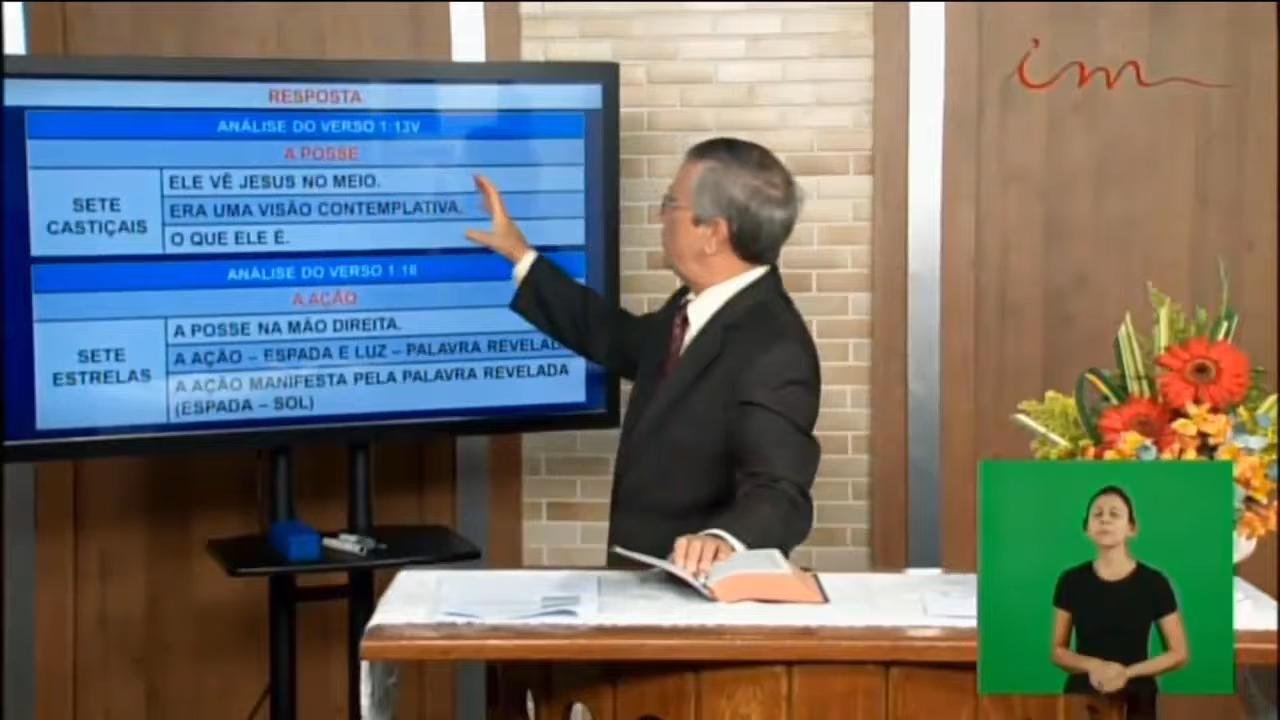 im
RESPOSTA
ANÁLISE DO VERSO 1:13V
A POSSE
SETE
CASTIÇAIS
ELE VÊ JESUS NO MEIO.
ERA UMA VISÃO CONTEMPLATIVA.
O QUE ELE É.
ANÁLISE DO VERSO 1:16
A AÇÃO
SETE
ESTRELAS
A POSSE NA MÃO DIREITA.
A AÇÃO – ESPADA E LUZ – PALAVRA REVELAD
A AÇÃO MANIFESTA PELA PALAVRA REVELADA
(ESPADA – SOL)